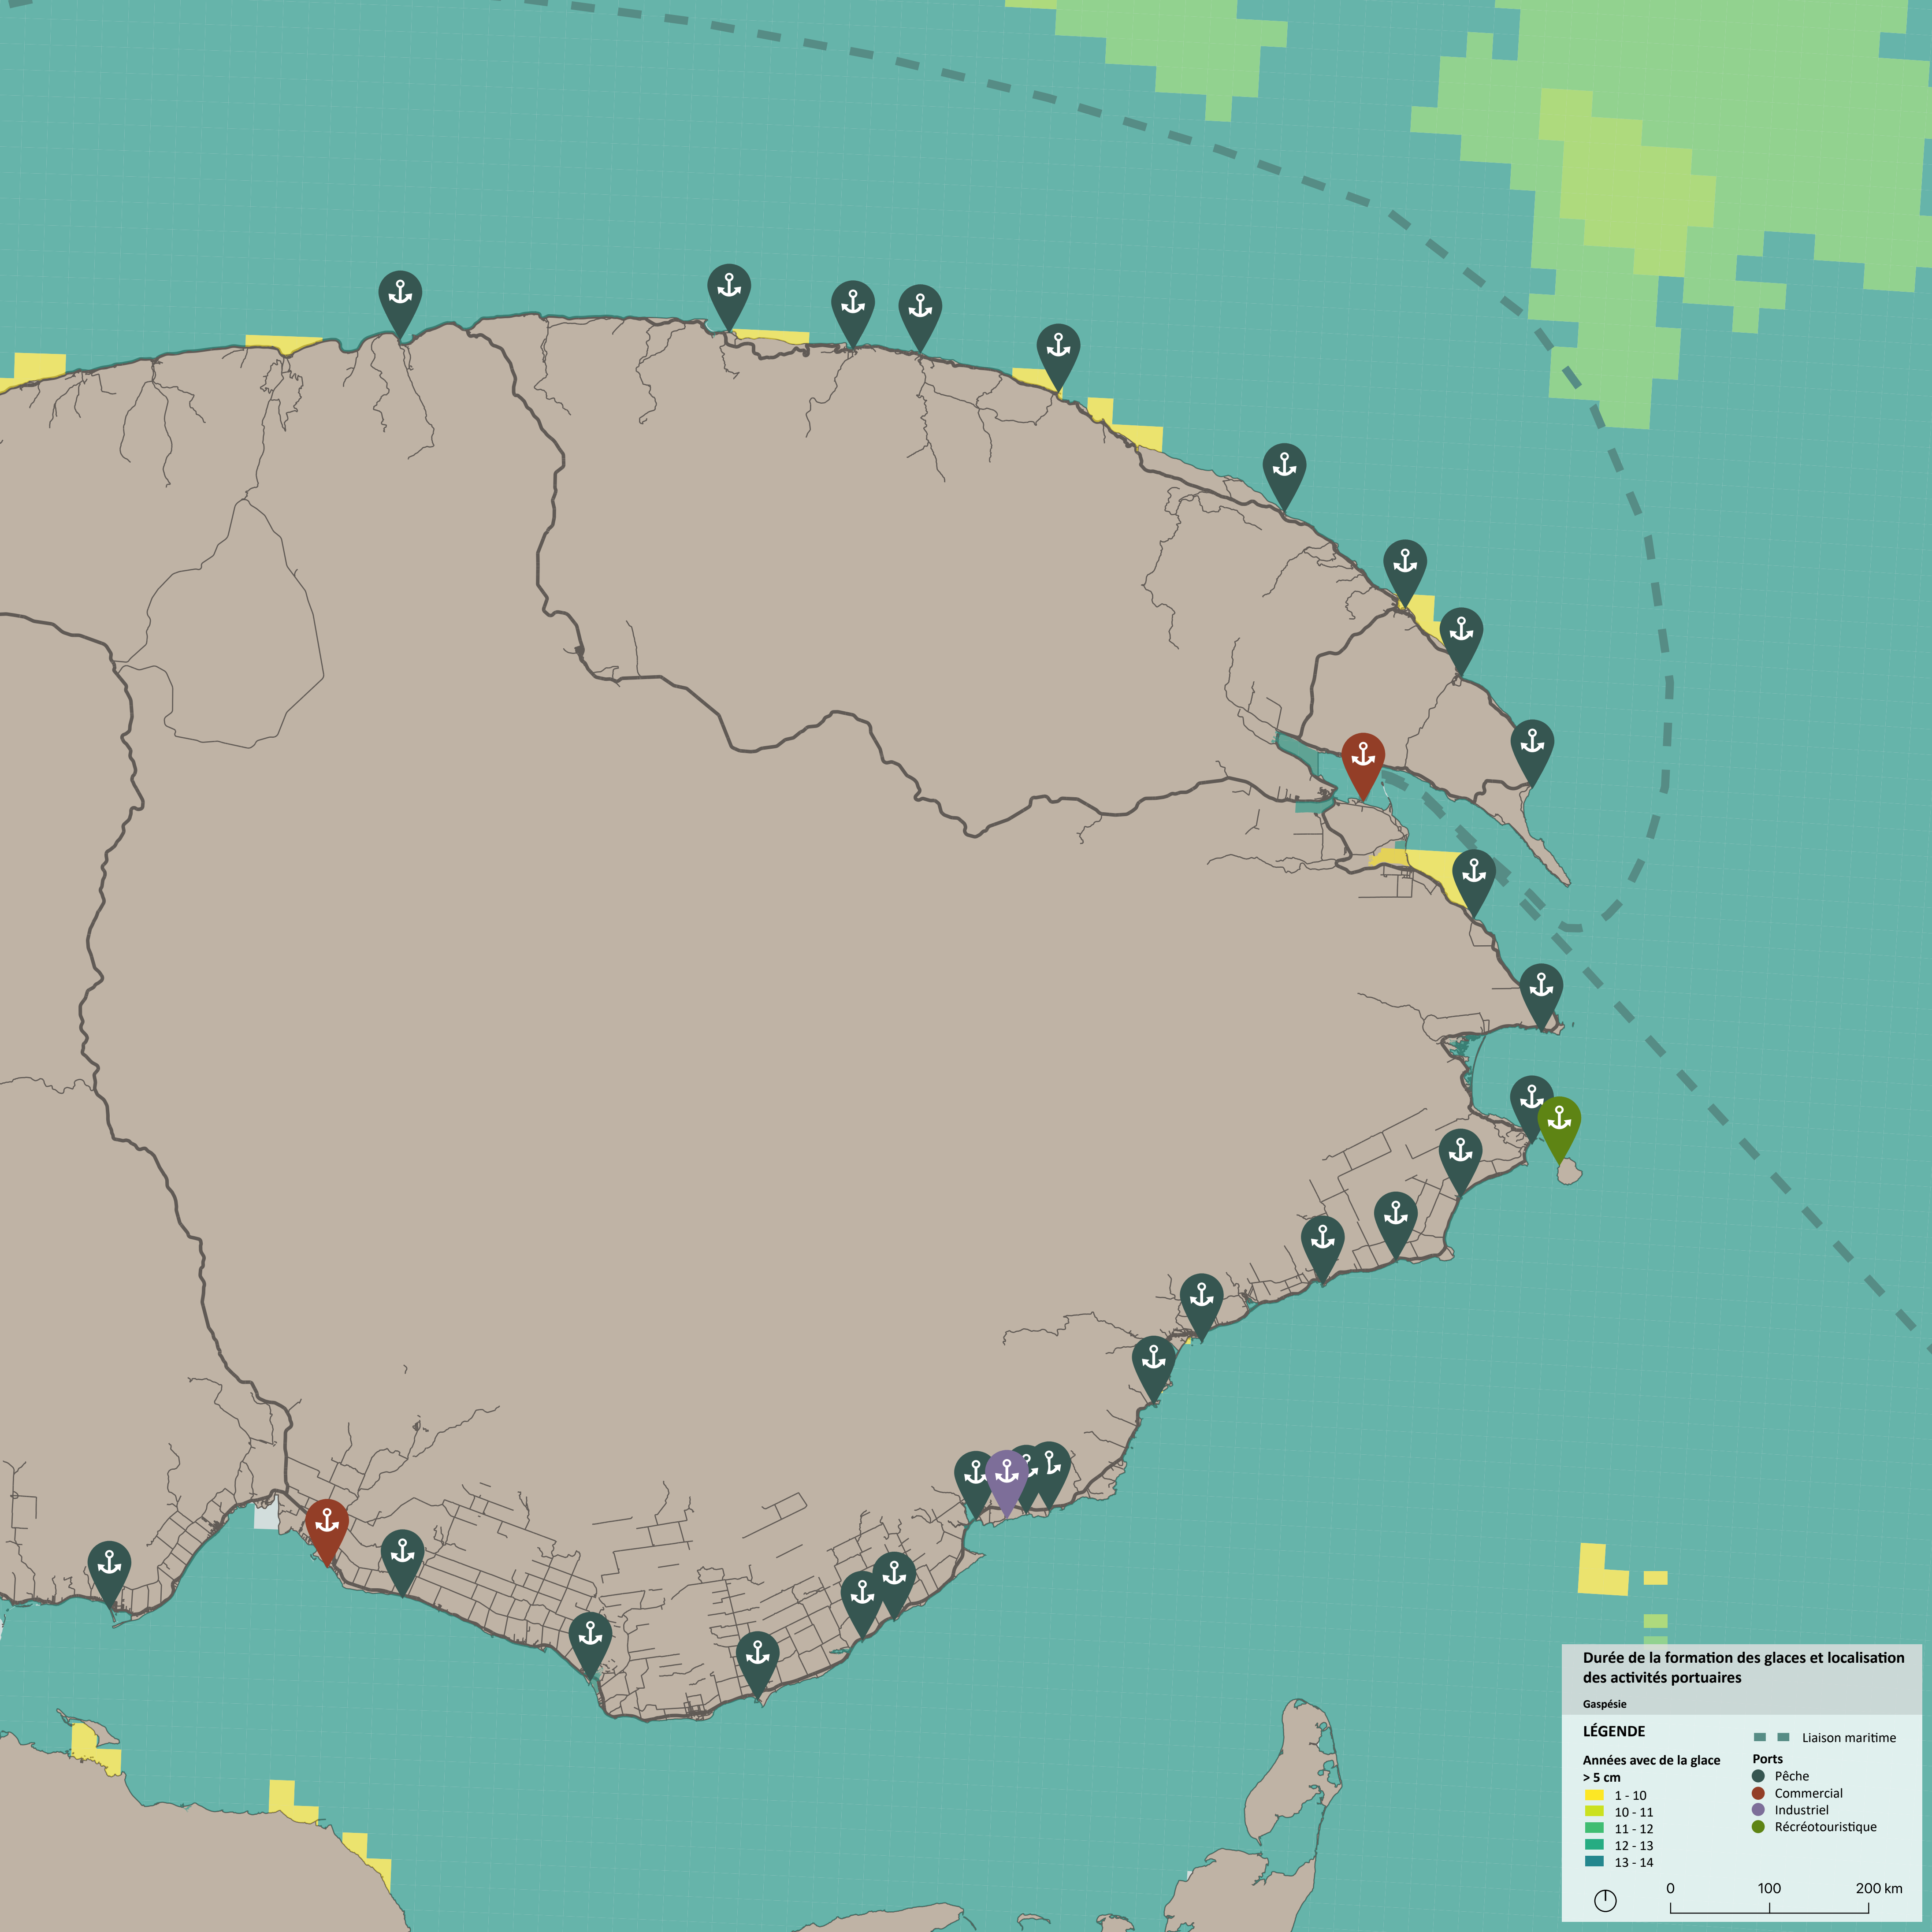 Durée de la formation des glaces et localisation
des activités portuaires
Gaspésie
LÉGENDE
Années avec de la glace
> 5 cm
1 - 10
10 - 11
11 - 12
12 - 13
13 - 14
Liaison maritime
Ports
Pêche
Commercial
Industriel
Récréotouristique
0 100 200 km